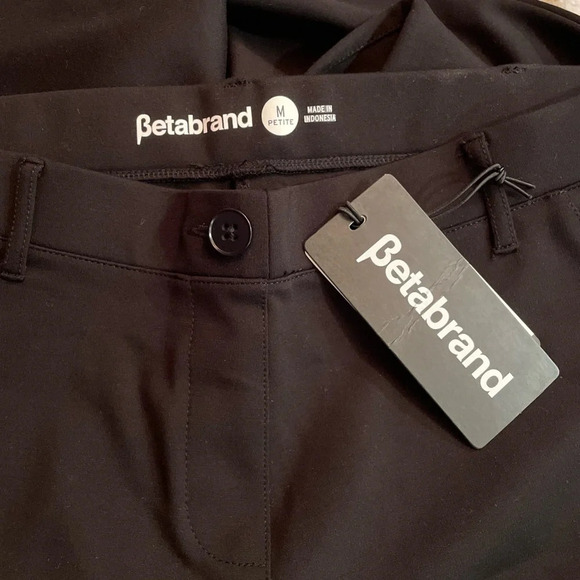 βetabrand
M
PETITE
MADE IN
INDONESIA
βetabrand